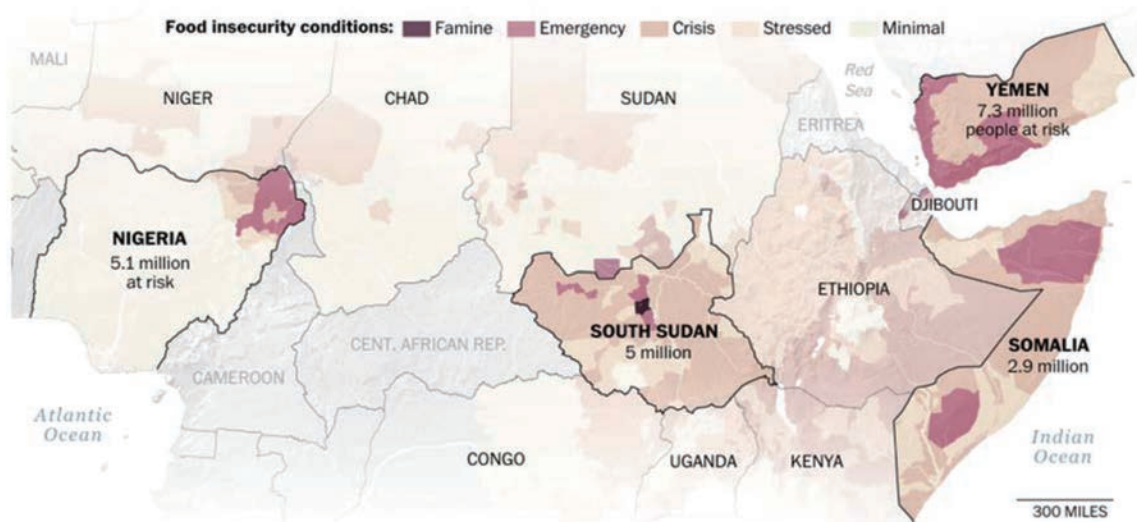 Food insecurity conditions: Famine Emergency Crisis Stressed Minimal
MALI
NIGER
CHAD
SUDAN
Red
Sea
ERITREA
YEMEN
7.3 million
people at risk
DJIBOUTI
NIGERIA
5.1 million
at risk
ETHIOPIA
SOUTH SUDAN
5 million
CENT. AFRICAN REP.
SOMALIA
2.9 million
CAMEROON
Atlantic
Ocean
CONGO
UGANDA
KENYA
Indian
Ocean
300 MILES